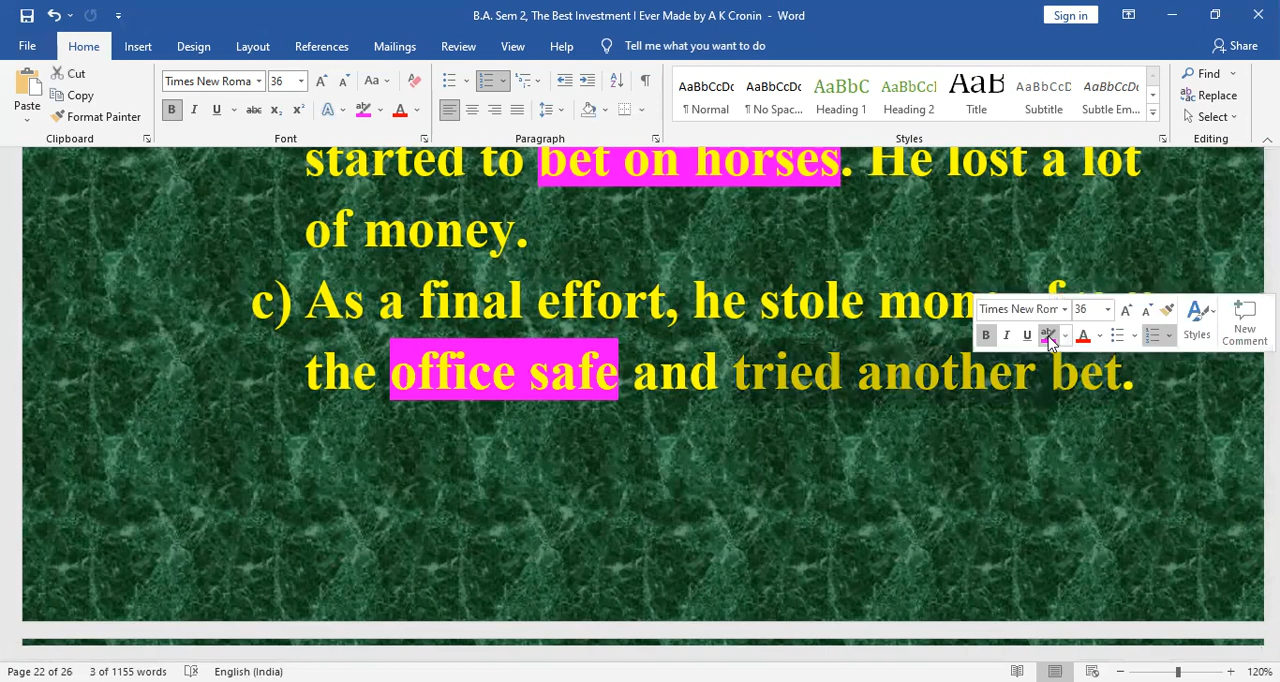 B.A. Sem 2, The Best Investment I Ever Made by A K Cronin - Word
Sign in
File Home Insert Design Layout References Mailings Review View Help Tell me what you want to do Share
Paste
Cut
Copy
Format Painter
Clipboard
Times New Roma 36
Font
Paragraph
AaBbCcDc AaBbCcDc AaBbC AaBbCcl AaB AaBbCcD AaBbCcDc
¶ Normal ¶ No Spac... Heading 1 Heading 2 Title Subtitle Subtle Em...
Styles
Find
Replace
Select
Editing
started to bet on horses. He lost a lot
of money.
c) As a final effort, he stole
the office safe and tried another bet.
Times New Rom 36
Styles
New
Comment
Page 22 of 26 3 of 1155 words English (India) 120%